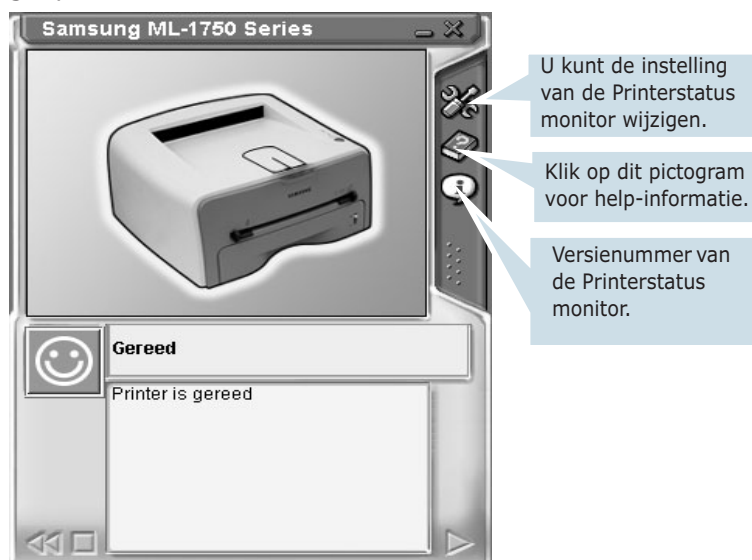 Samsung ML-1750 Series
U kunt de instelling
van de Printerstatus
monitor wijzigen.
Klik op dit pictogram
voor help-informatie.
Versienummer van
de Printerstatus
monitor.
SAMSUNG
Gereed
Printer is gereed